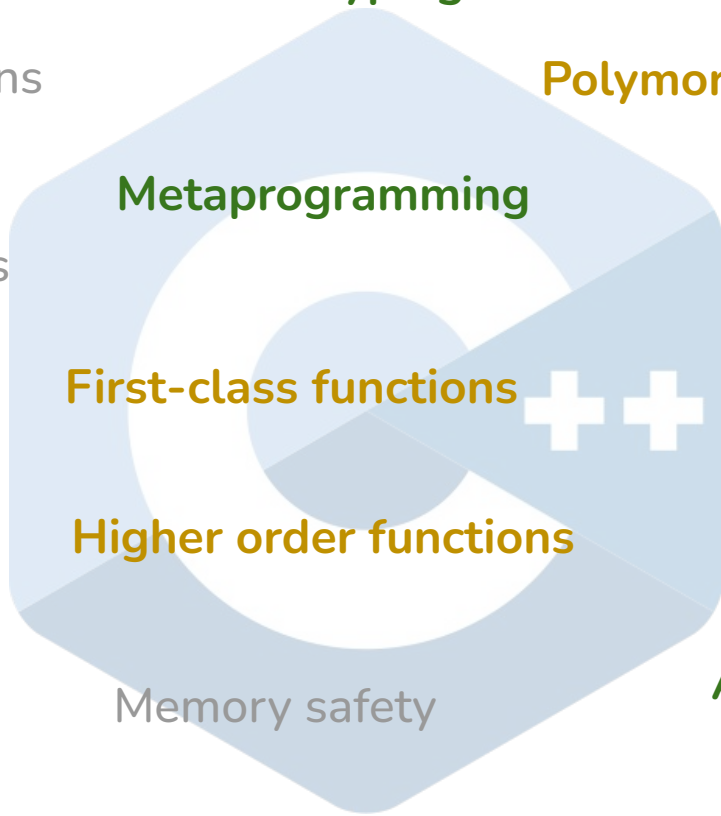 Metaprogramming
First-class functions
++
Higher order functions
Memory safety